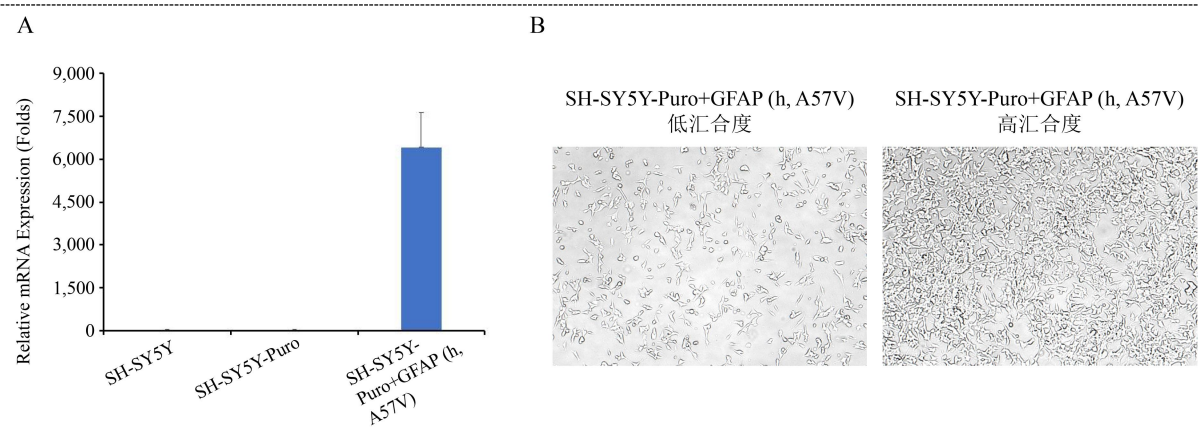 A
B
Relative mRNA Expression (Folds)
9,000
7,500
6,000
4,500
3,000
1,500
0
SH-SY5Y
SH-SY5Y-Puro
SH-SY5Y-
Puro+GFAP (h,
A57V)
SH-SY5Y-Puro+GFAP (h, A57V)
低汇合度
SH-SY5Y-Puro+GFAP (h, A57V)
高汇合度